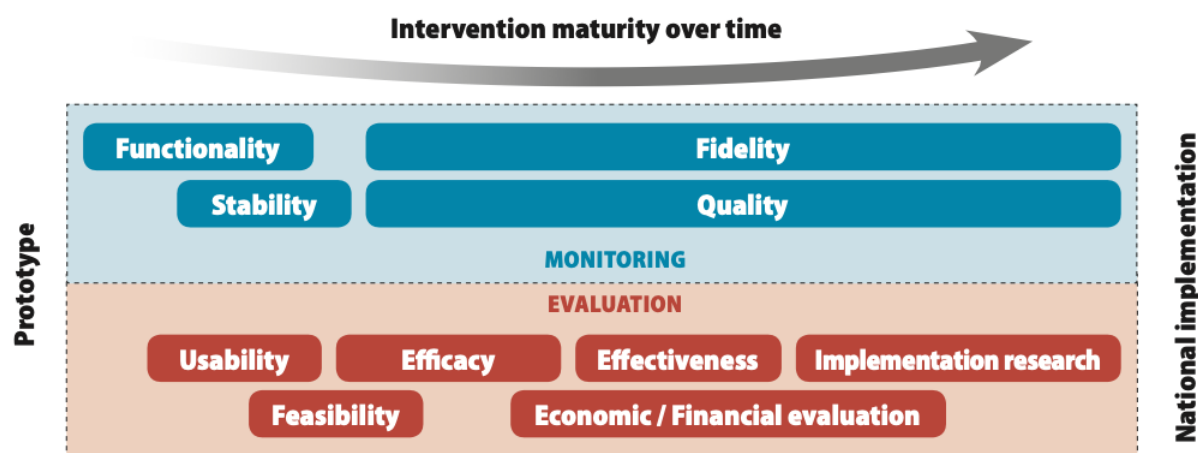 Intervention maturity over time
Prototype
Functionality
Fidelity
Stability
Quality
MONITORING
EVALUATION
Usability
Efficacy
Effectiveness
Implementation research
Feasibility
Economic / Financial evaluation
National implementation